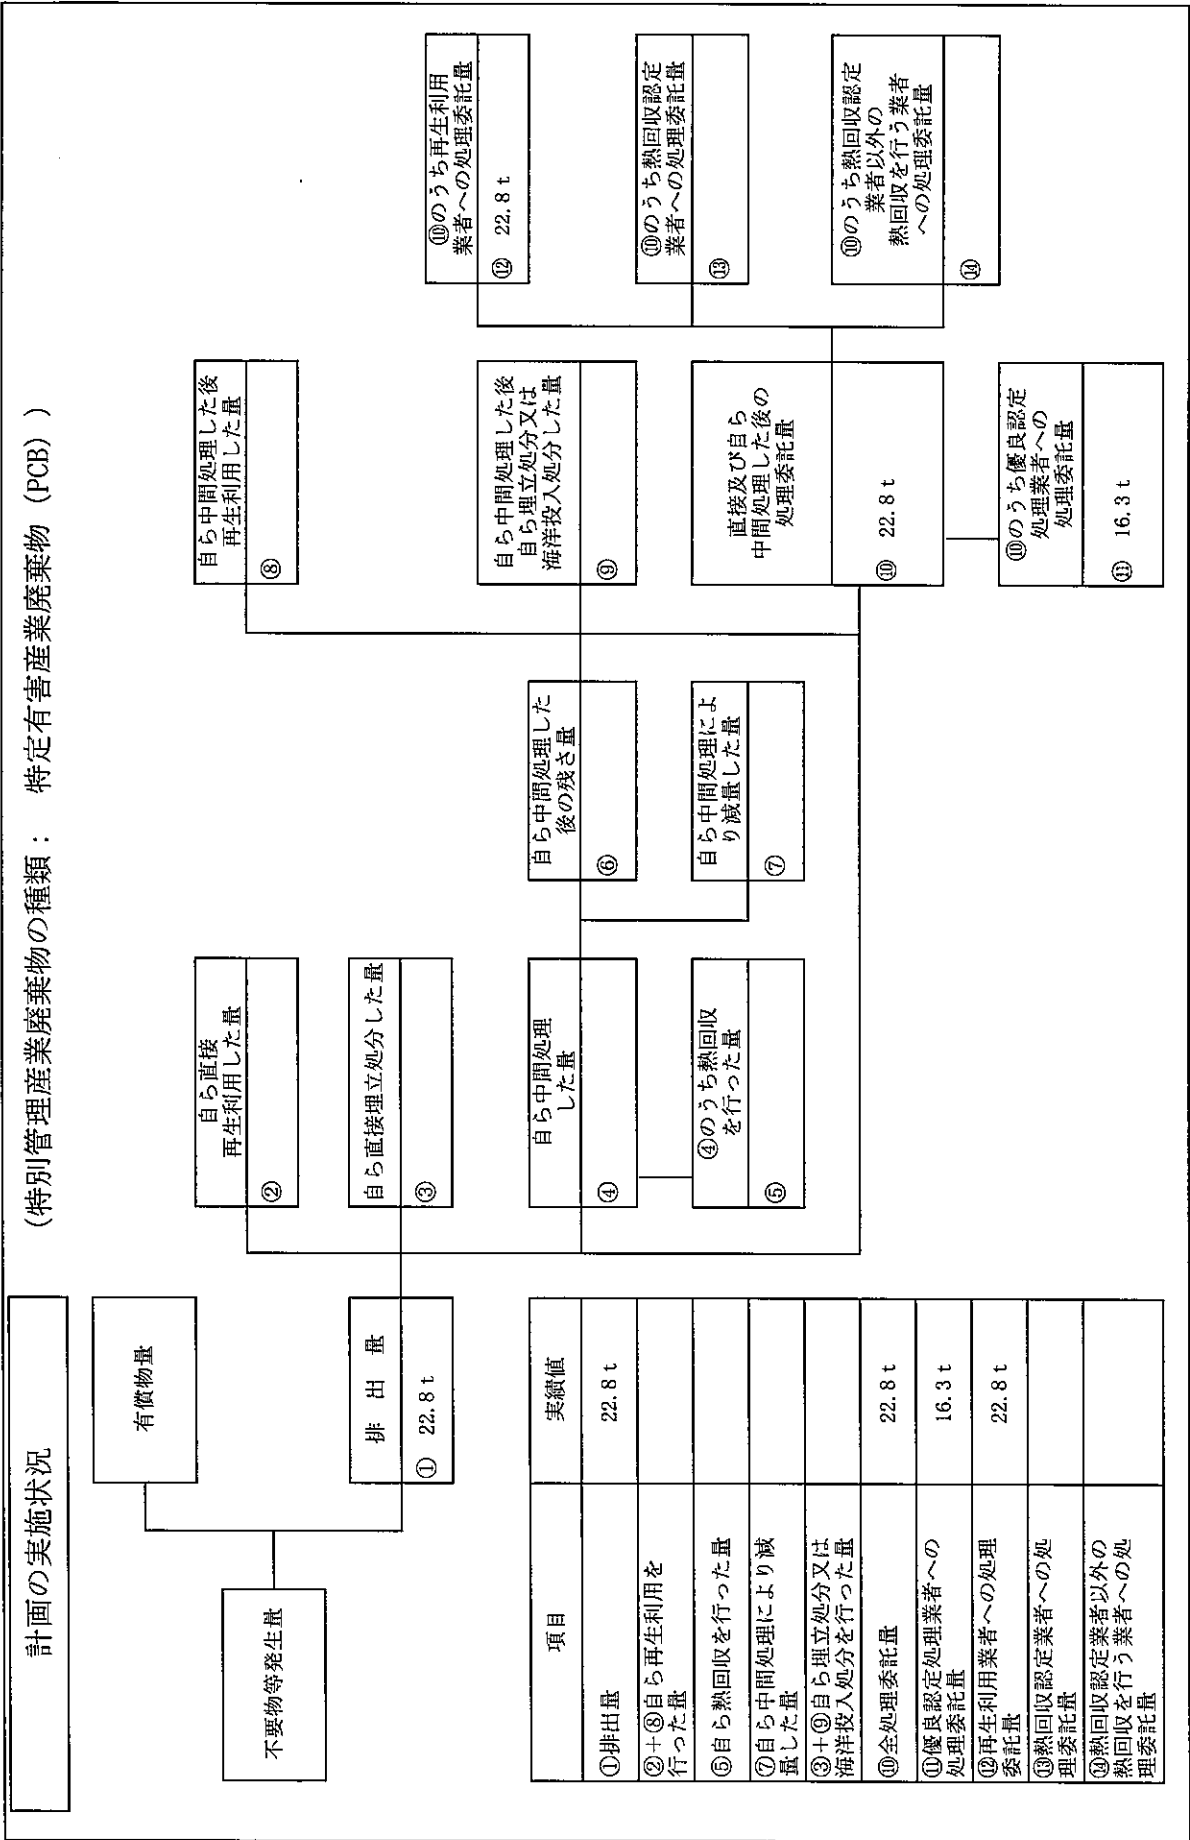 計画の実施状況
(特別管理産業廃棄物の種類： 特定有害産業廃棄物 (PCB) )
不要物等発生量
有償物量
排 出 量
① 22.8 t
自ら直接
再生利用した量
②
自ら直接埋立処分した量
③
自ら中間処理
した量
④
④のうち熱回収
を行った量
⑤
自ら中間処理した
後の残さ量
⑥
自ら中間処理によ
り減量した量
⑦
自ら中間処理した後
再生利用した量
⑧
自ら中間処理した後
自ら埋立処分又は
海洋投入処分した量
⑨
直接及び自ら
中間処理した後の
処理委託量
⑩ 22.8 t
⑩のうち優良認定
処理業者への
処理委託量
⑪ 16.3 t
⑩のうち再生利用
業者への処理委託量
⑫ 22.8 t
⑩のうち熱回収認定
業者への処理委託量
⑬
⑩のうち熱回収認定
業者以外の
熱回収を行う業者
への処理委託量
⑭
項目 実績値
①排出量 22.8 t
②＋⑧自ら再生利用を
行った量
⑤自ら熱回収を行った量
⑦自ら中間処理により減
量した量
③＋⑨自ら埋立処分又は
海洋投入処分を行った量
⑩全処理委託量 22.8 t
⑪優良認定処理業者への
処理委託量 16.3 t
⑫再生利用業者への処理
委託量 22.8 t
⑬熱回収認定業者への処
理委託量
⑭熱回収認定業者以外の
熱回収を行う業者への処
理委託量